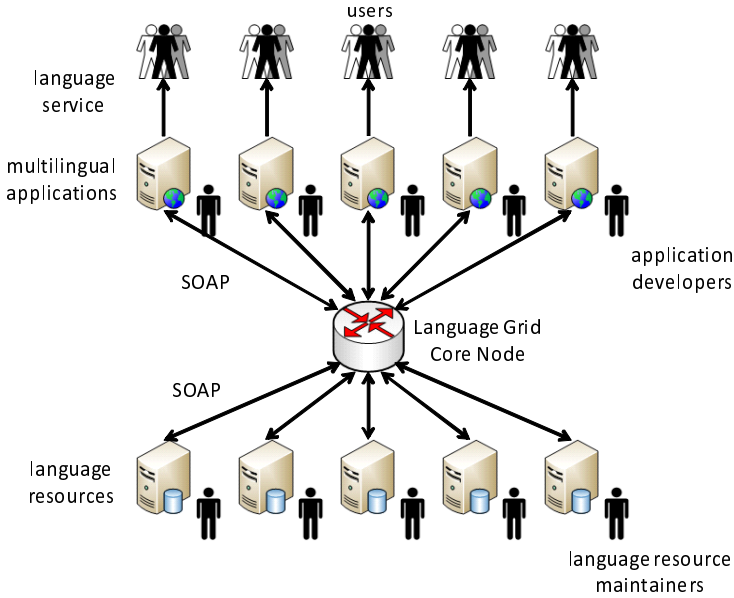 users
language
service
multilingual
applications
application
developers
SOAP
Language Grid
Core Node
SOAP
language
resources
language resource
maintainers